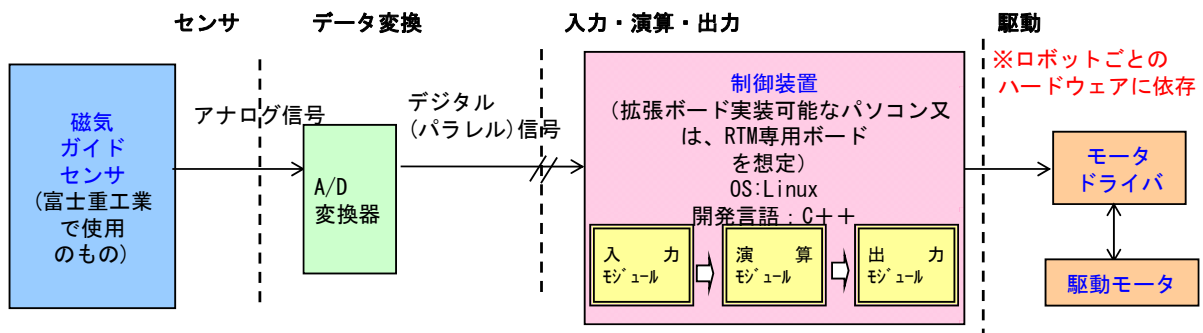 センサ
データ変換
入力・演算・出力
駆動
※ロボットごとの
ハードウェアに依存
磁気
ガイド
センサ
(富士重工業
で使用
のもの)
アナログ信号
A/D
変換器
デジタル
(パラレル)信号
制御装置
(拡張ボード実装可能なパソコン又
は、RTM専用ボード
を想定)
OS:Linux
開発言語：C++
入 力
ﾓｼﾞｭｰﾙ
演 算
ﾓｼﾞｭｰﾙ
出 力
ﾓｼﾞｭｰﾙ
モータ
ドライバ
駆動モータ